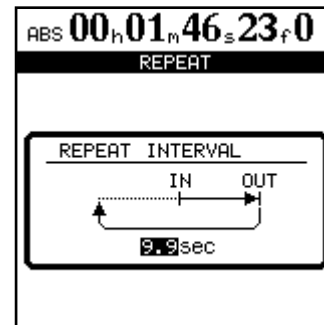 ABS 00h01m46s23f0
REPEAT
REPEAT INTERVAL
IN OUT
9.9sec